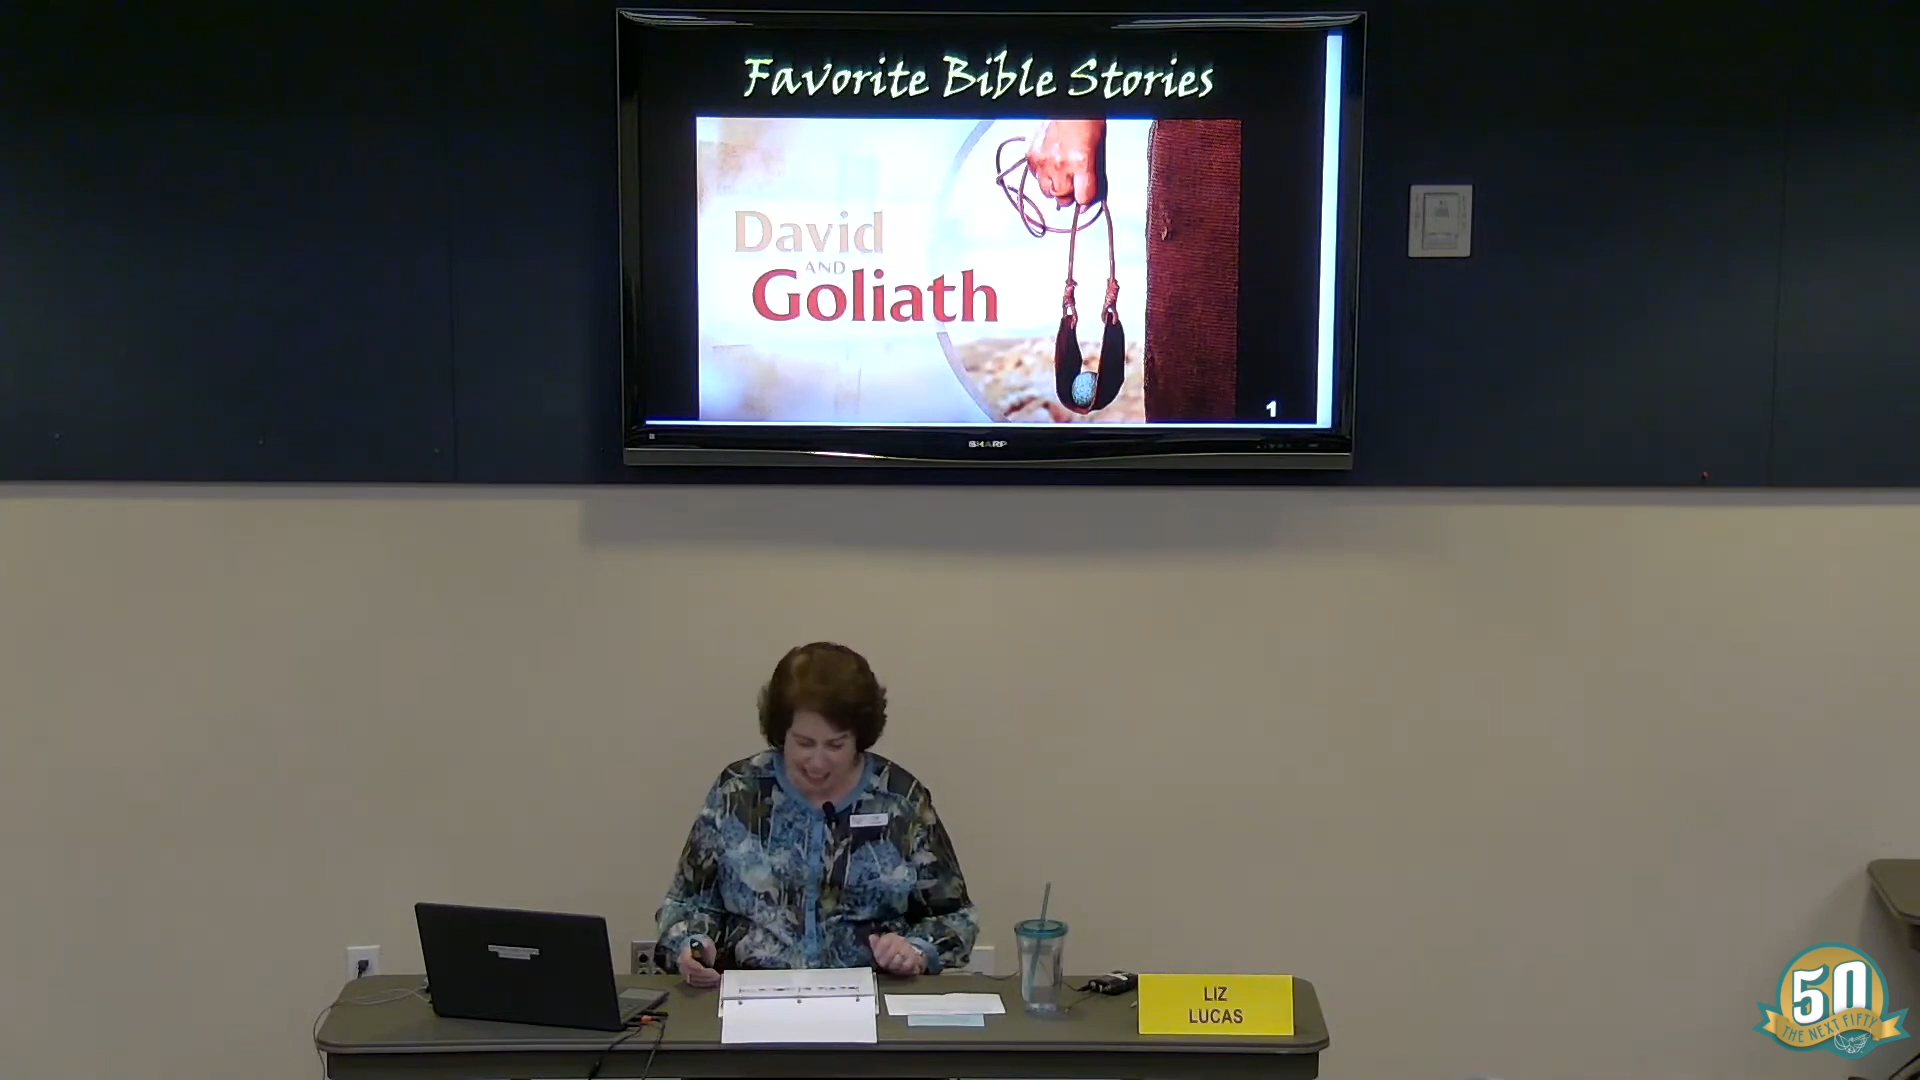 Favorite Bible Stories
David
AND
Goliath
1
SHARP
LIZ
LUCAS
50
THE NEXT FIFTY